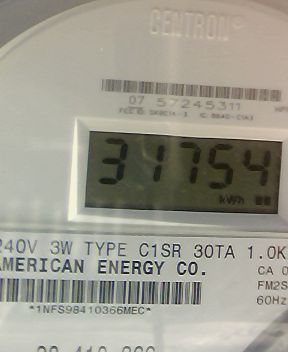 CENTRON®
07 57245311
31754
kWh
240V 3W TYPE C1SR 30TA 1.0K
AMERICAN ENERGY CO.
CA 0
FM2S
*1NFS98410366MEC*
60Hz